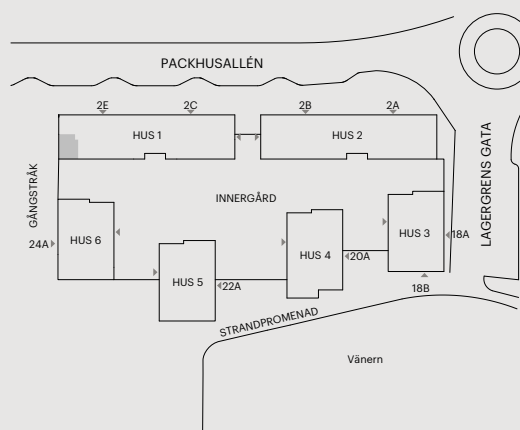 PACKHUSALLÉN
2E
2C
2B
2A
HUS 1
HUS 2
LAGERGRENS GATA
GÅNGSTRÅK
INNERGÅRD
24A
HUS 6
HUS 5
22A
HUS 4
20A
HUS 3
18A
18B
STRANDPROMENAD
Vänern